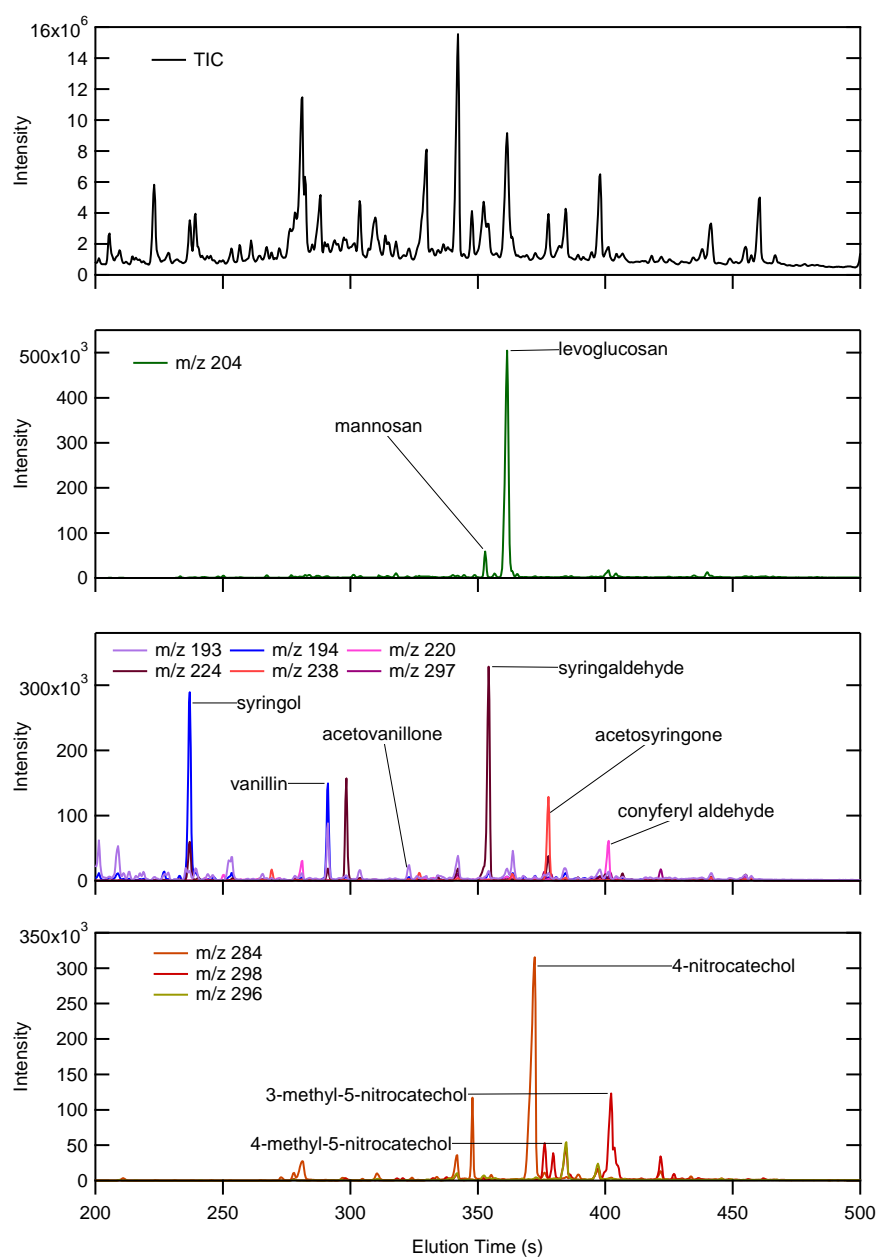 16x10⁶
14
12
10
8
6
4
2
0
Intensity
TIC
500x10³
400
300
200
100
0
Intensity
m/z 204
levoglucosan
mannosan
300x10³
200
100
0
Intensity
m/z 193 m/z 194 m/z 220
m/z 224 m/z 238 m/z 297
syringaldehyde
syringol
acetovanillone
acetosyringone
vanillin
conyferyl aldehyde
350x10³
300
250
200
150
100
50
0
Intensity
m/z 284
m/z 298
m/z 296
4-nitrocatechol
3-methyl-5-nitrocatechol
4-methyl-5-nitrocatechol
200 250 300 350 400 450 500
Elution Time (s)